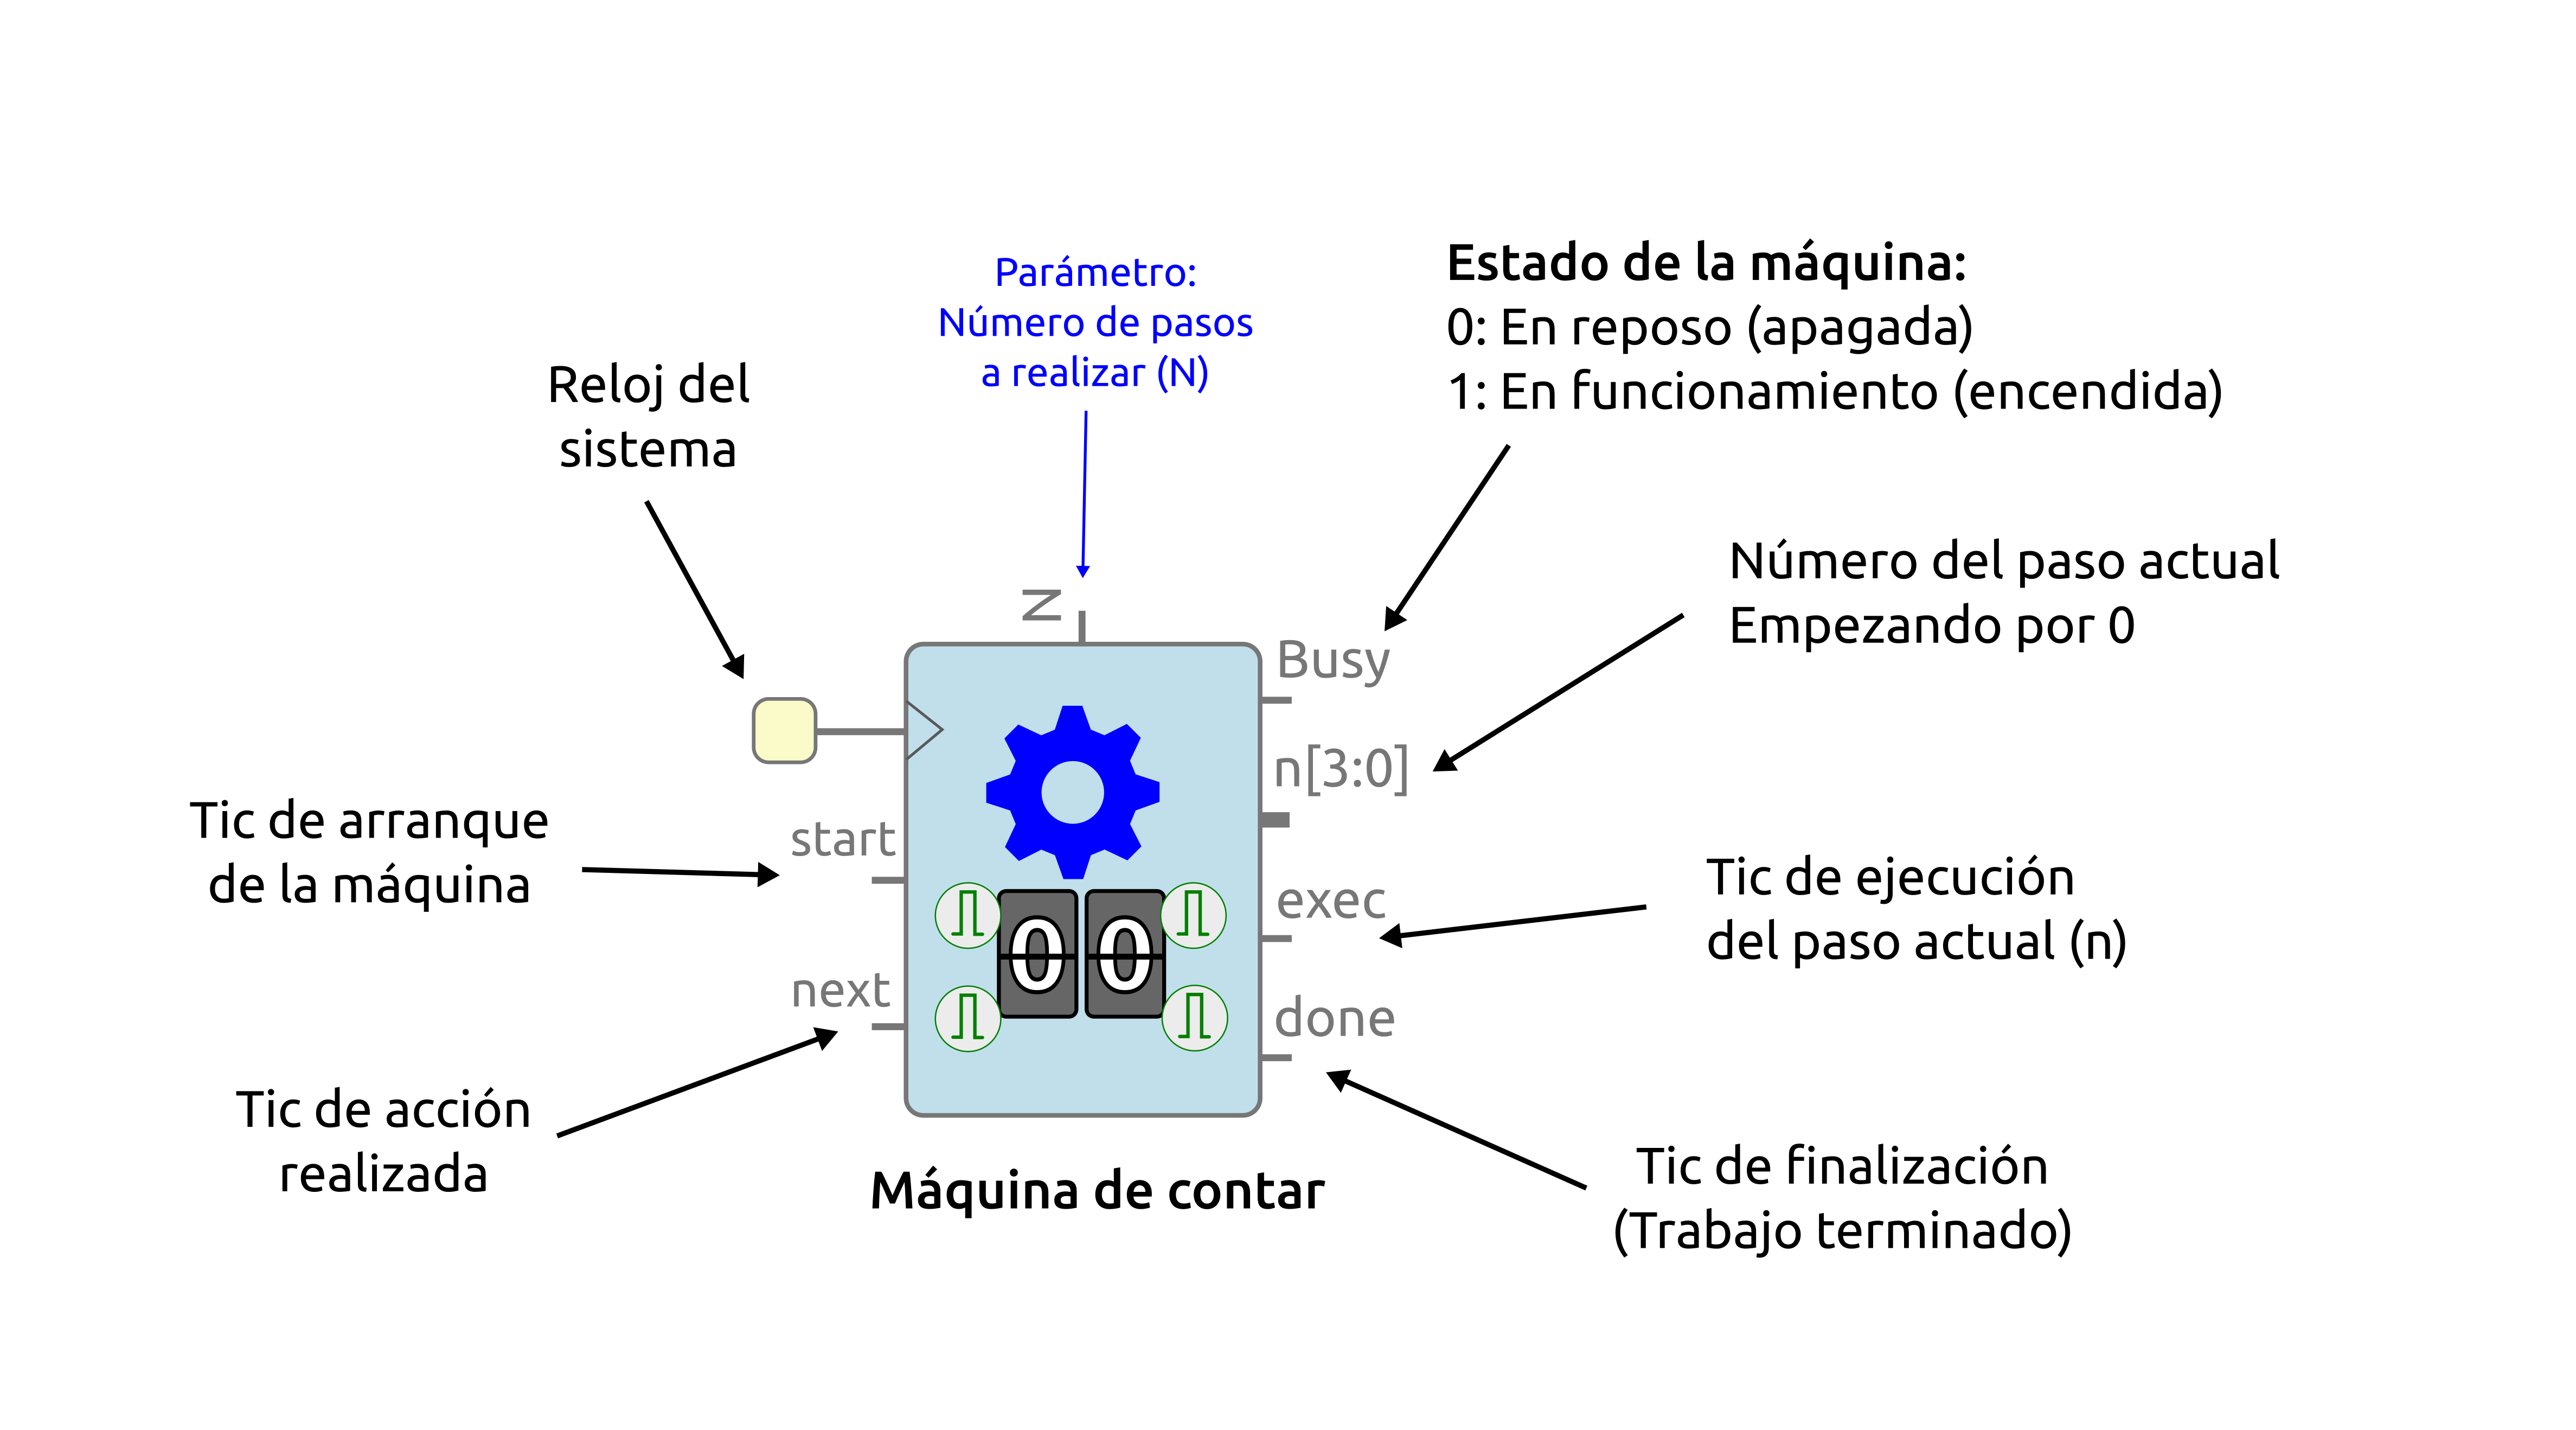 Parámetro:
Número de pasos
a realizar (N)
Estado de la máquina:
0: En reposo (apagada)
1: En funcionamiento (encendida)
Reloj del
sistema
Número del paso actual
Empezando por 0
N
Busy
n[3:0]
start
exec
next
done
0 0
Tic de arranque
de la máquina
Tic de ejecución
del paso actual (n)
Tic de acción
realizada
Máquina de contar
Tic de finalización
(Trabajo terminado)